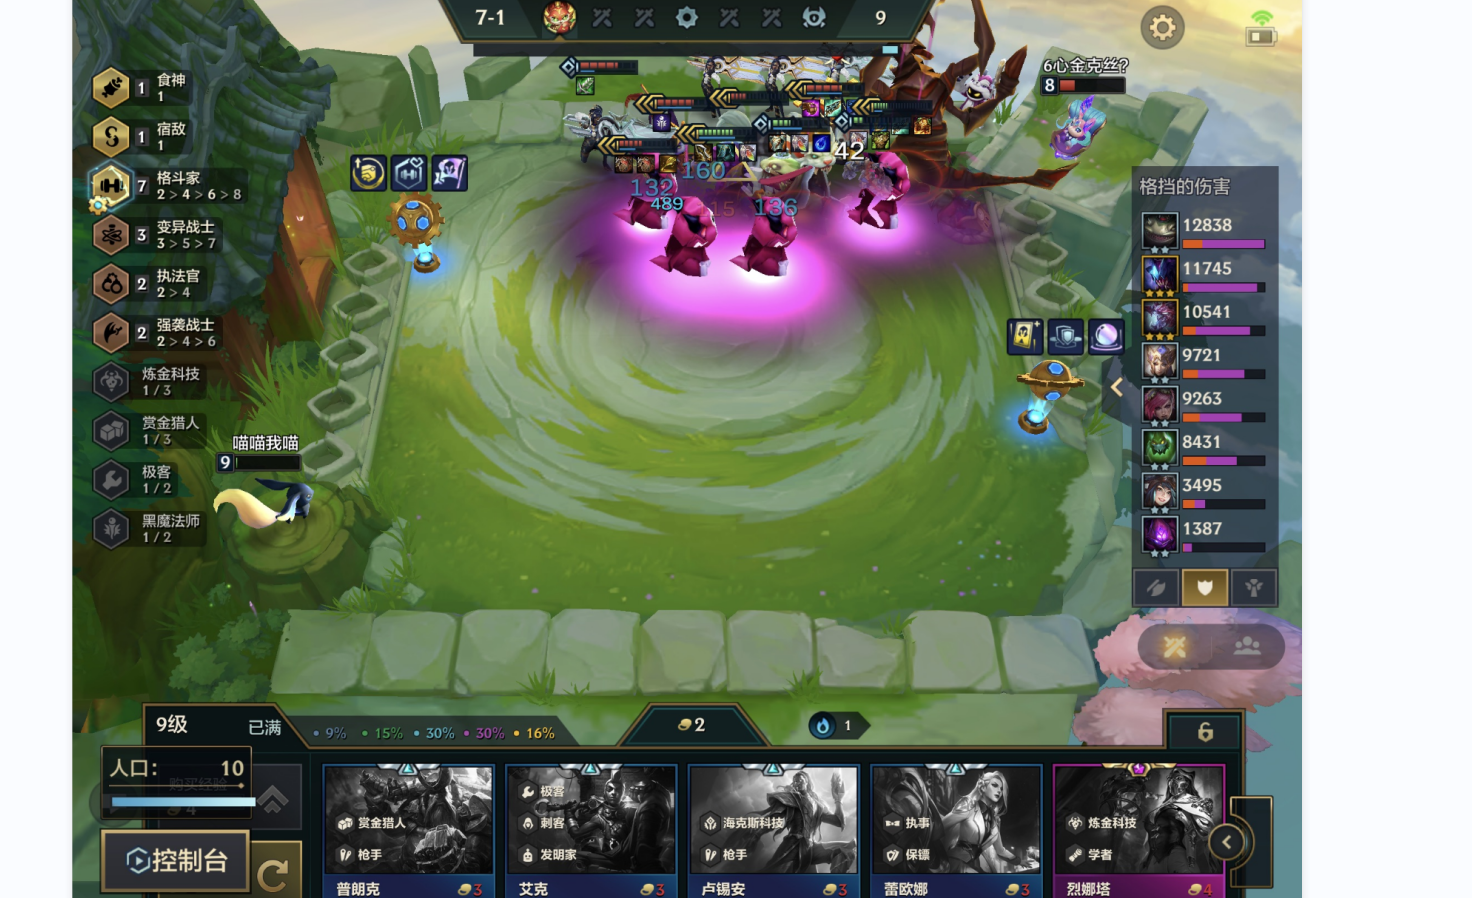 7-1
9
食神
1
1
宿敌
1
1
格斗家
7
2 > 4 > 6 > 8
变异战士
3
3 > 5 > 7
执法官
2
2 > 4
强袭战士
2
2 > 4 > 6
炼金科技
1 / 3
赏金猎人
1 / 3
极客
1 / 2
黑魔法师
1 / 2
喵喵我喵
9
6心金克丝?
8
42
160
132
489
136
格挡的伤害
12838
11745
10541
9721
9263
8431
3495
1387
9级
已满
9%
15%
30%
30%
16%
2
1
人口:
10
购买经验
4
控制台
赏金猎人
枪手
普朗克
3
极客
刺客
发明家
艾克
3
海克斯科技
枪手
卢锡安
3
执事
保镖
蕾欧娜
3
炼金科技
学者
烈娜塔
4